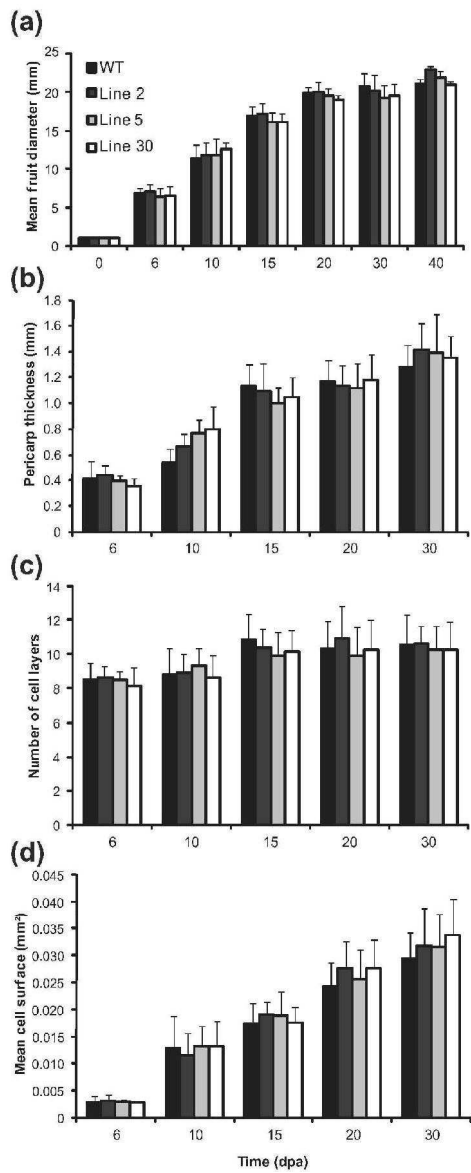 (a)
Mean fruit diameter (mm)
25
20
15
10
5
0
WT
Line 2
Line 5
Line 30
0 6 10 15 20 30 40
(b)
Pericarp thickness (mm)
1.8
1.6
1.4
1.2
1.0
0.8
0.6
0.4
0.2
0
6 10 15 20 30
(c)
Number of cell layers
14
12
10
8
6
4
2
0
6 10 15 20 30
(d)
Mean cell surface (mm²)
0.045
0.040
0.035
0.030
0.025
0.020
0.015
0.010
0.005
0
6 10 15 20 30
Time (dpa)